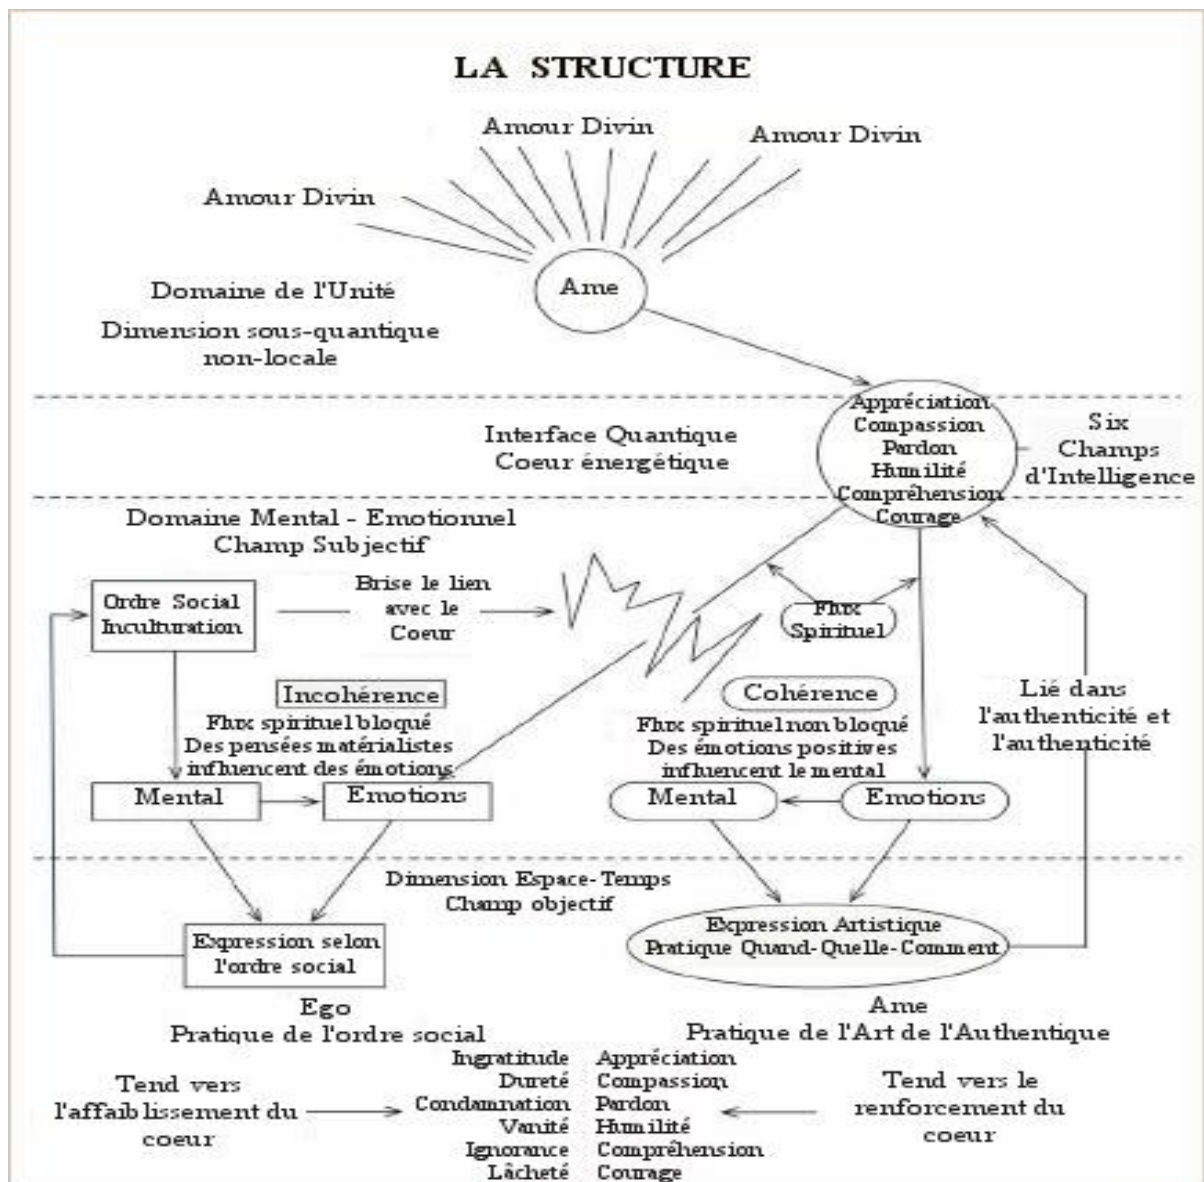 LA STRUCTURE
Amour Divin
Amour Divin
Amour Divin
Ame
Domaine de l'Unité
Dimension sous-quantique
non-locale
Interface Quantique
Coeur énergétique
Appréciation
Compassion
Pardon
Humilité
Compréhension
Courage
Six
Champs
d'Intelligence
Domaine Mental - Emotionnel
Champ Subjectif
Ordre Social
Inculturation
Brise le lien
avec le
Coeur
Flux
Spirituel
Incohérence
Flux spirituel bloqué
Des pensées matérialistes
influencent des émotions
Mental
Emotions
Cohérence
Flux spirituel non bloqué
Des émotions positives
influencent le mental
Mental
Emotions
Lié dans
l'authenticité et
l'authenticité
Dimension Espace-Temps
Champ objectif
Expression selon
l'ordre social
Ego
Pratique de l'ordre social
Expression Artistique
Pratique Quand-Quelle-Comment
Ame
Pratique de l'Art de l'Authentique
Tend vers
l'affaiblissement du
coeur
Ingratitude
Dureté
Condamnation
Vanité
Ignorance
Lâcheté
Appréciation
Compassion
Pardon
Humilité
Compréhension
Courage
Tend vers le
renforcement du
coeur